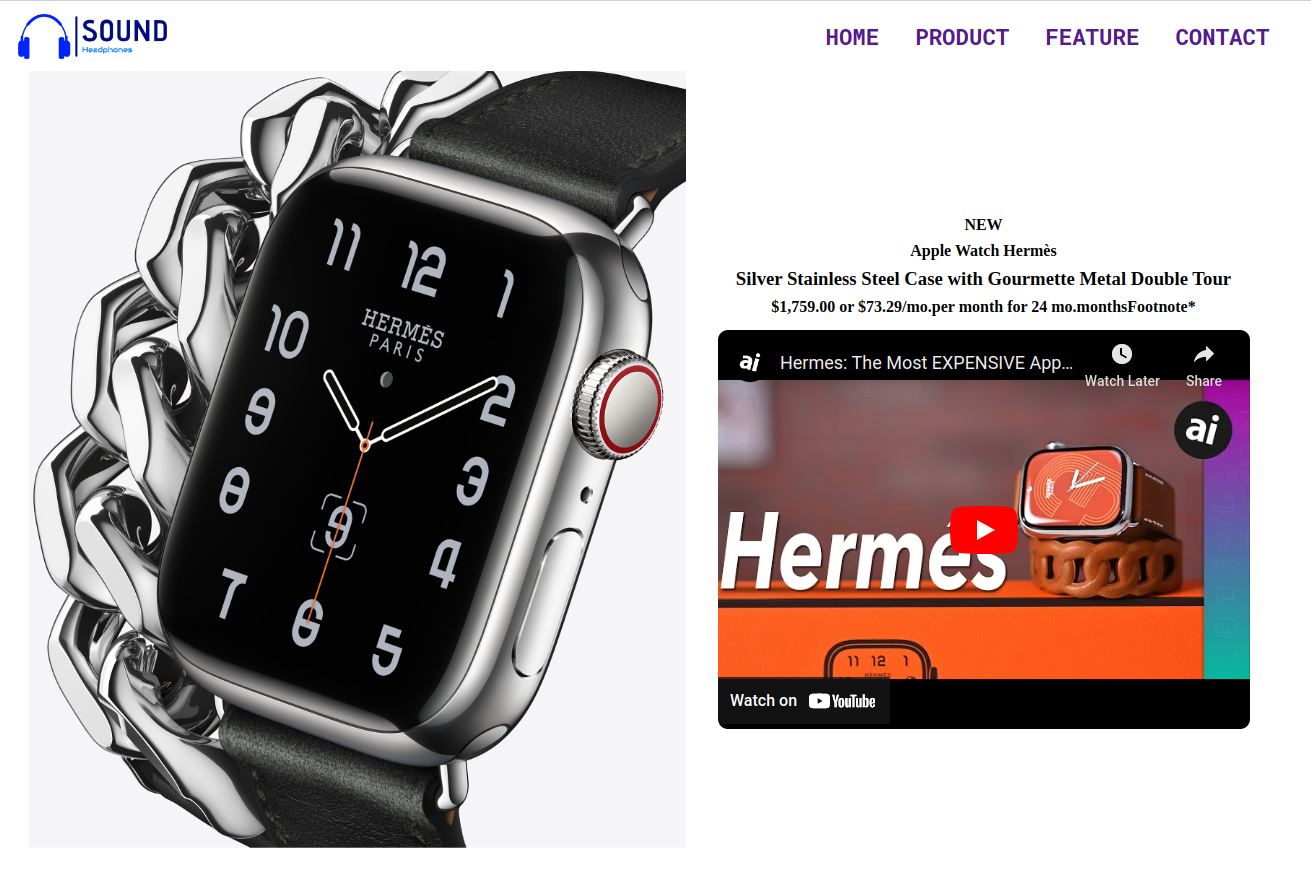 SOUND
Headphones
HOME PRODUCT FEATURE CONTACT
11 12 1
10 HERMÈS
PARIS
9 2
8 3
9
7 4
6 5
NEW
Apple Watch Hermès
Silver Stainless Steel Case with Gourmette Metal Double Tour
$1,759.00 or $73.29/mo.per month for 24 mo.monthsFootnote*
ai Hermes: The Most EXPENSIVE App...
Watch Later Share
ai
Hermés
11 12 1
HERMÈS
Watch on YouTube